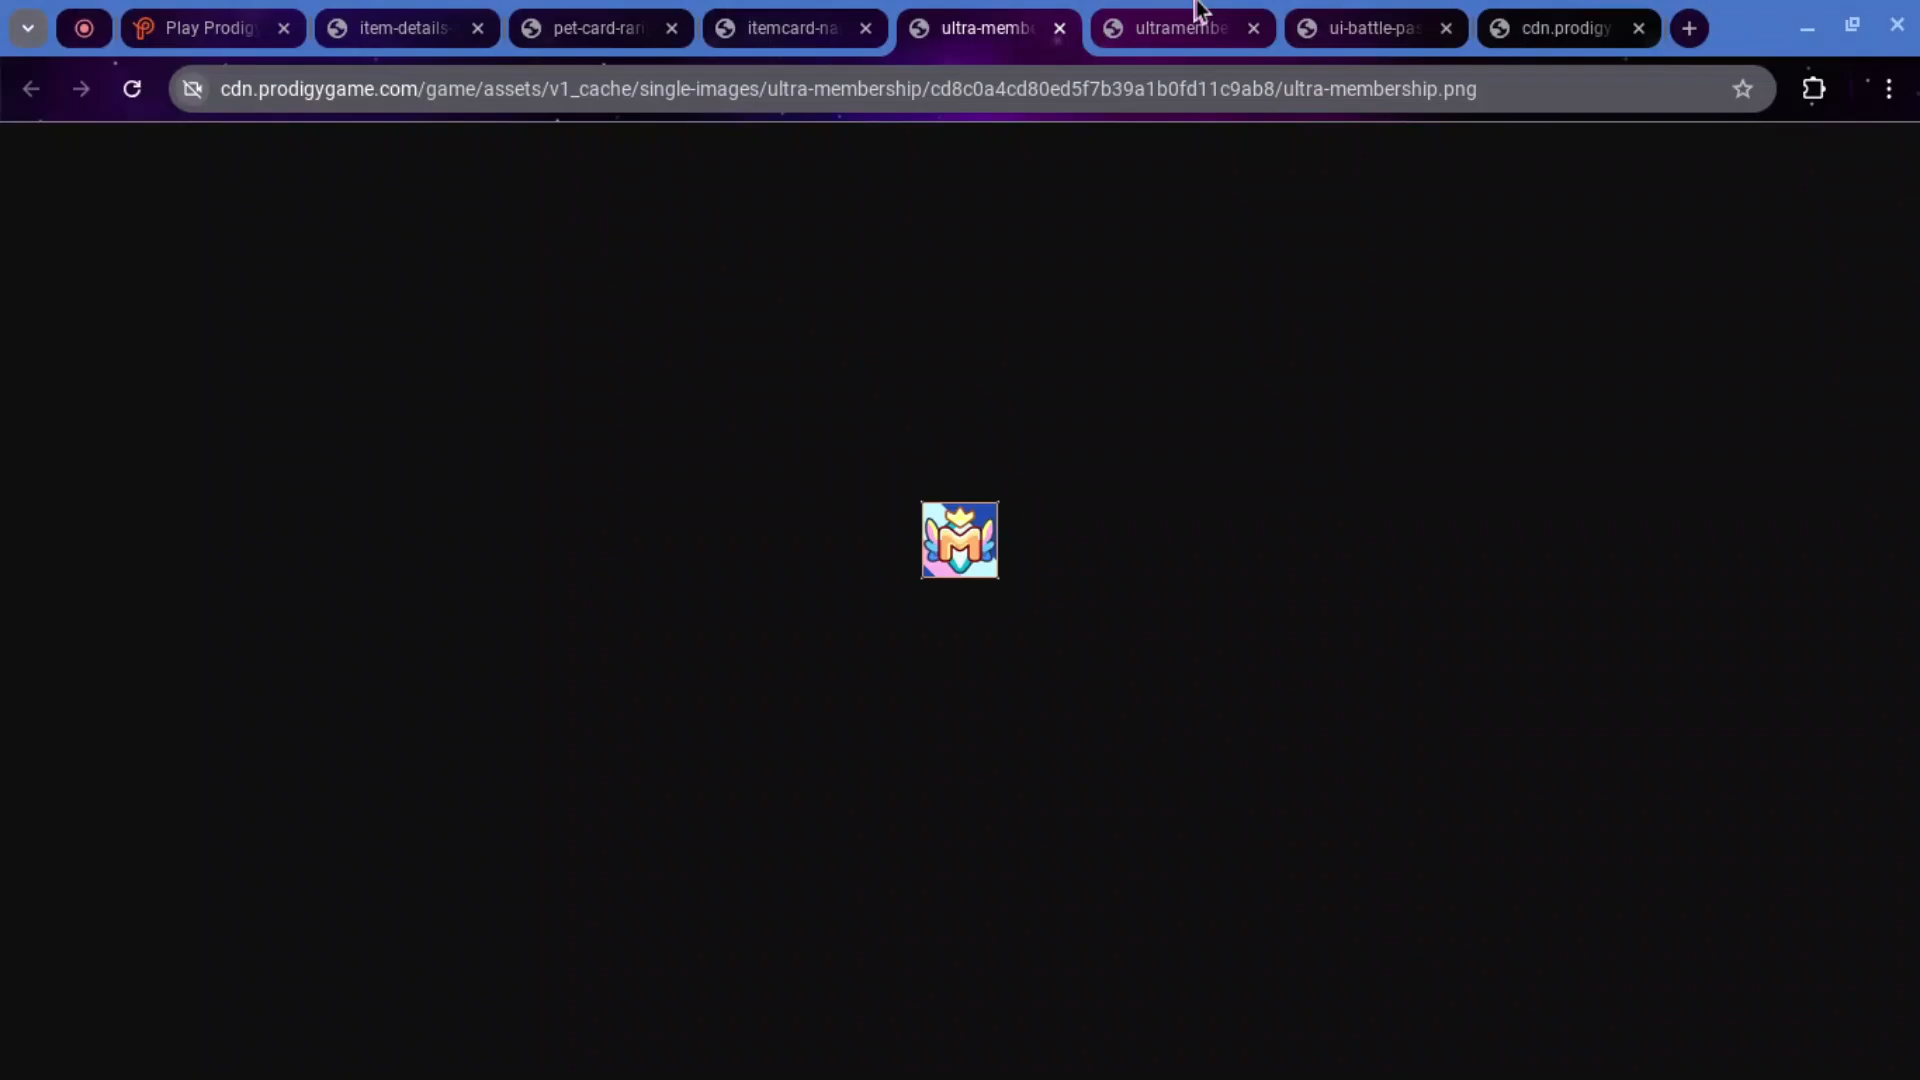 Play Prodig
item-details-
pet-card-rari
itemcard-na
ultra-memb
ultramembe
ui-battle-pas
cdn.prodigy
cdn.prodigygame.com/game/assets/v1_cache/single-images/ultra-membership/cd8c0a4cd80ed5f7b39a1b0fd11c9ab8/ultra-membership.png
M